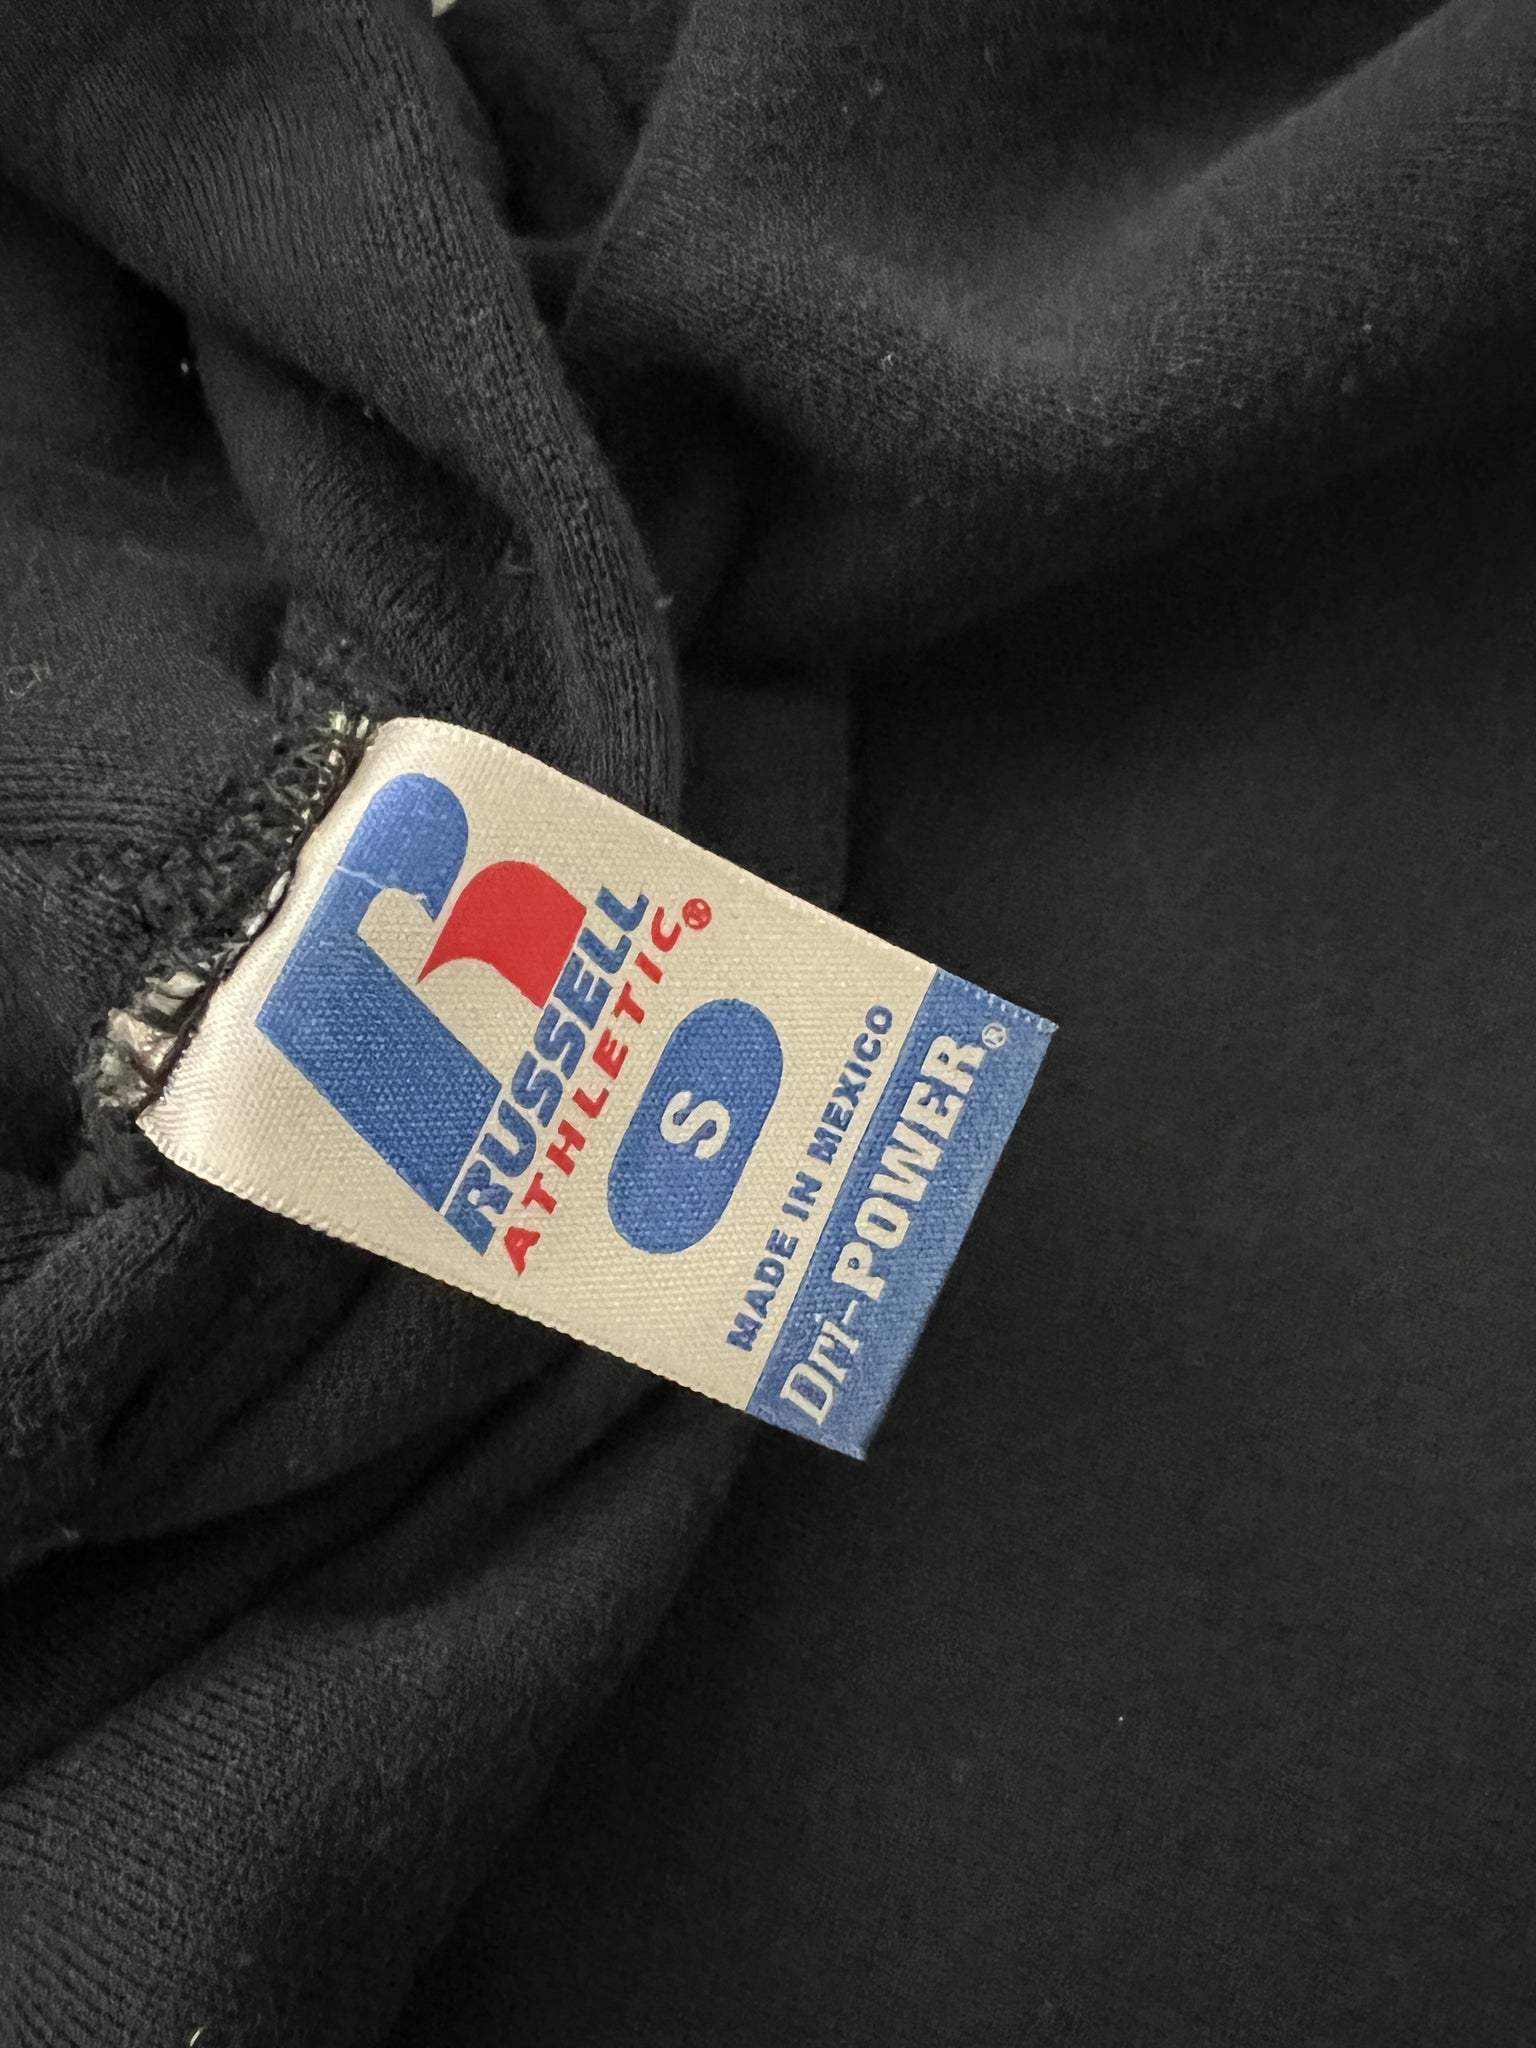 RUSSELL
ATHLETIC®
S
MADE IN MEXICO
DRI-POWER®